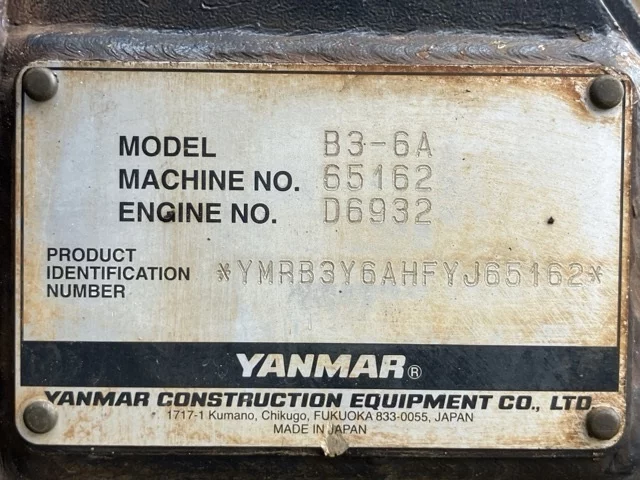 MODEL B3-6A
MACHINE NO. 65162
ENGINE NO. D6932
PRODUCT
IDENTIFICATION *YMRB3Y6AHFYJ65162*
NUMBER
YANMAR®
YANMAR CONSTRUCTION EQUIPMENT CO., LTD
1717-1 Kumano, Chikugo, FUKUOKA 833-0055, JAPAN
MADE IN JAPAN